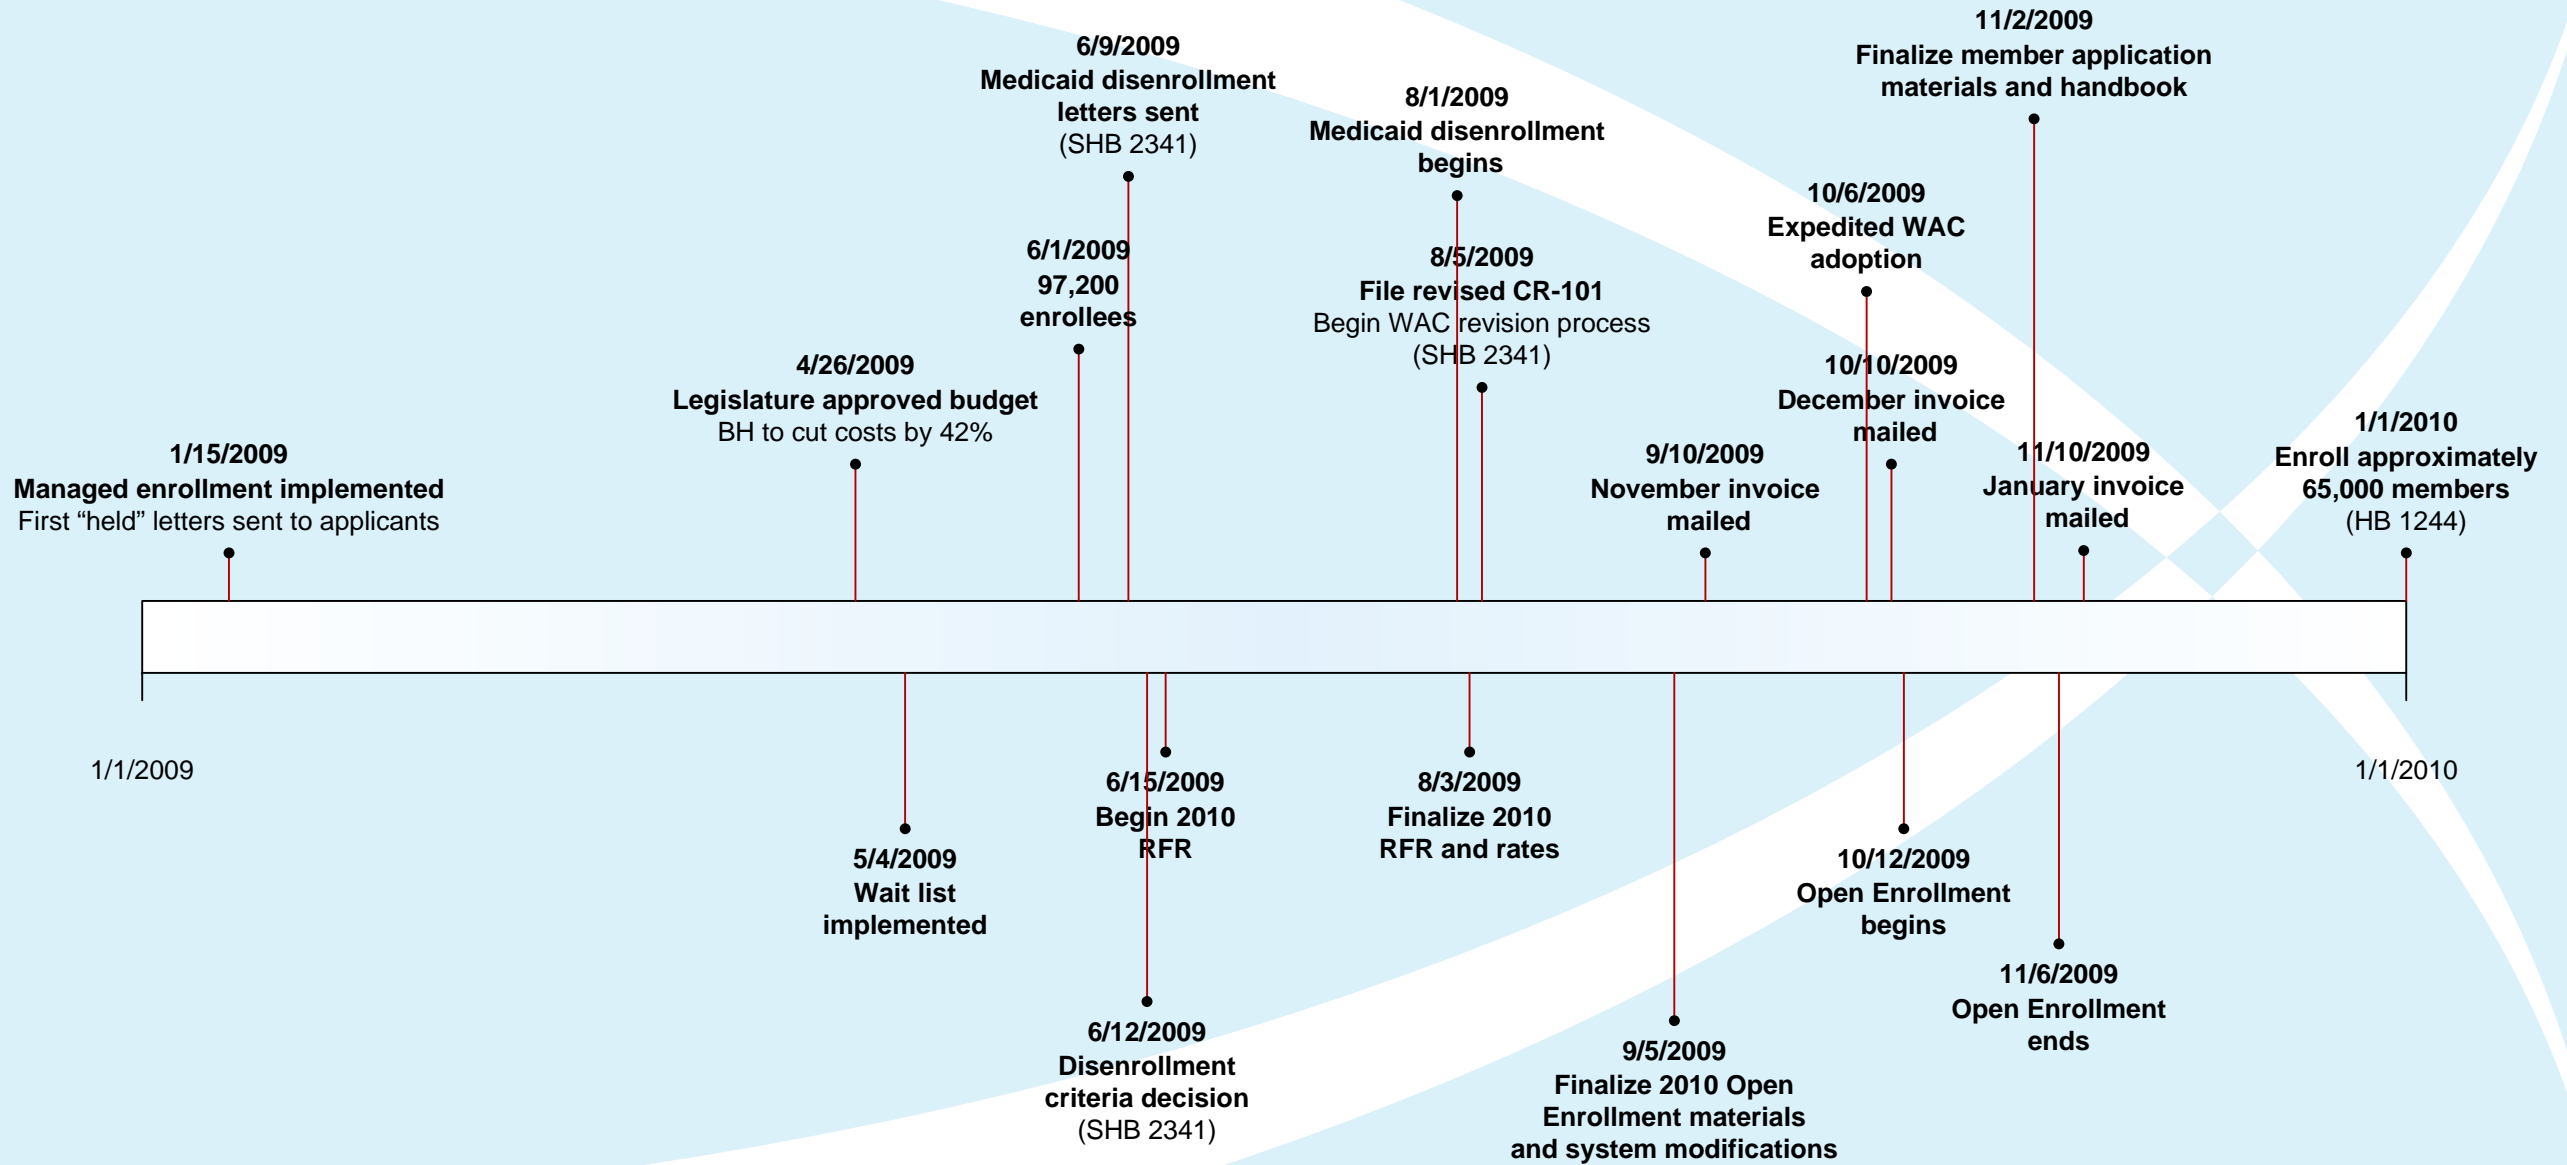 11/2/2009
Finalize member application
materials and handbook
6/9/2009
Medicaid disenrollment
letters sent
(SHB 2341)
8/1/2009
Medicaid disenrollment
begins
10/6/2009
Expedited WAC
adoption
6/1/2009
97,200
enrollees
8/5/2009
File revised CR-101
Begin WAC revision process
(SHB 2341)
4/26/2009
Legislature approved budget
BH to cut costs by 42%
10/10/2009
December invoice
mailed
1/15/2009
Managed enrollment implemented
First “held” letters sent to applicants
9/10/2009
November invoice
mailed
11/10/2009
January invoice
mailed
1/1/2010
Enroll approximately
65,000 members
(HB 1244)
1/1/2009
1/1/2010
5/4/2009
Wait list
implemented
6/15/2009
Begin 2010
RFR
8/3/2009
Finalize 2010
RFR and rates
10/12/2009
Open Enrollment
begins
11/6/2009
Open Enrollment
ends
6/12/2009
Disenrollment
criteria decision
(SHB 2341)
9/5/2009
Finalize 2010 Open
Enrollment materials
and system modifications